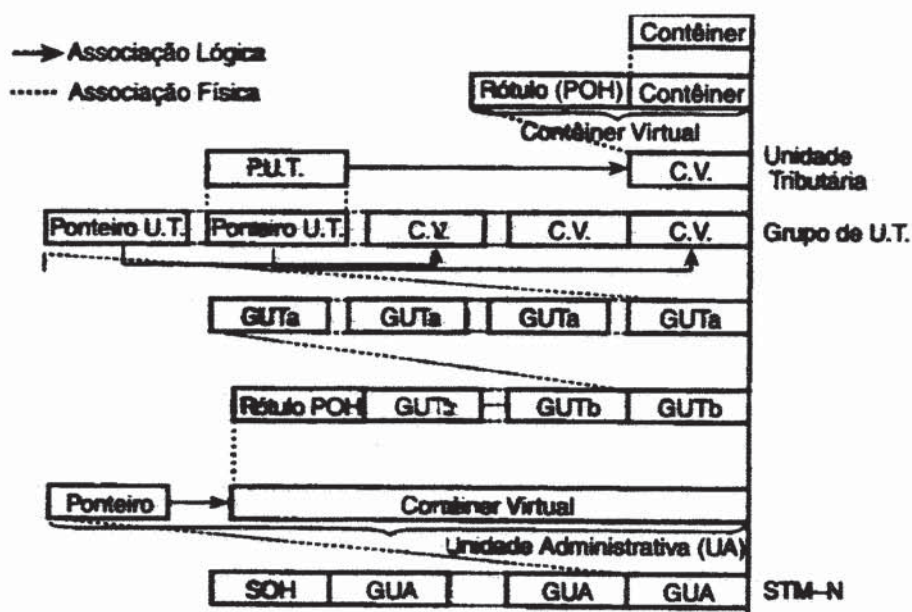 Contêiner
Associação Lógica
Associação Física
Rótulo (POH) Contêiner
Contêiner Virtual
P.U.T. C.V. Unidade Tributária
Ponteiro U.T. Ponteiro U.T. C.V. C.V. C.V. Grupo de U.T.
GUTa GUTa GUTa GUTa
Rótulo POH GUTb GUTb GUTb
Ponteiro Contêiner Virtual
Unidade Administrativa (UA)
SOH GUA GUA GUA STM-N